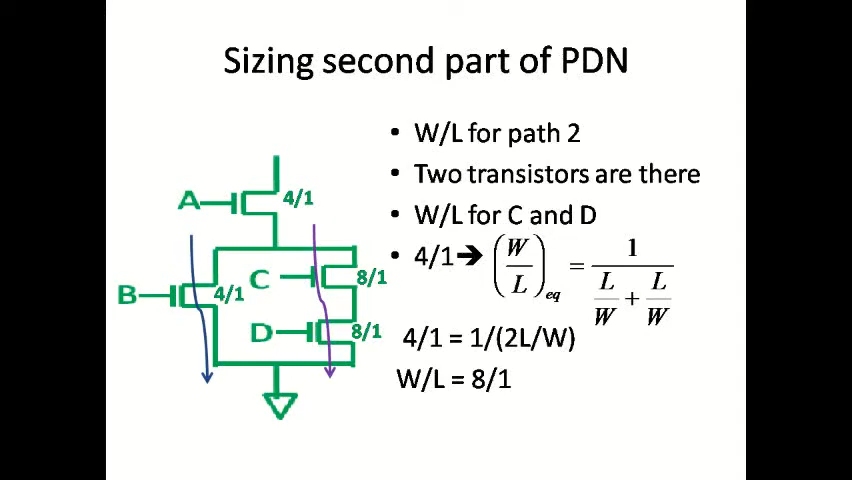 Sizing second part of PDN
• W/L for path 2
• Two transistors are there
• W/L for C and D
• 4/1➔ (W/L)eq = 1/(L/W + L/W)
4/1 = 1/(2L/W)
W/L = 8/1
A 4/1
B 4/1
C 8/1
D 8/1